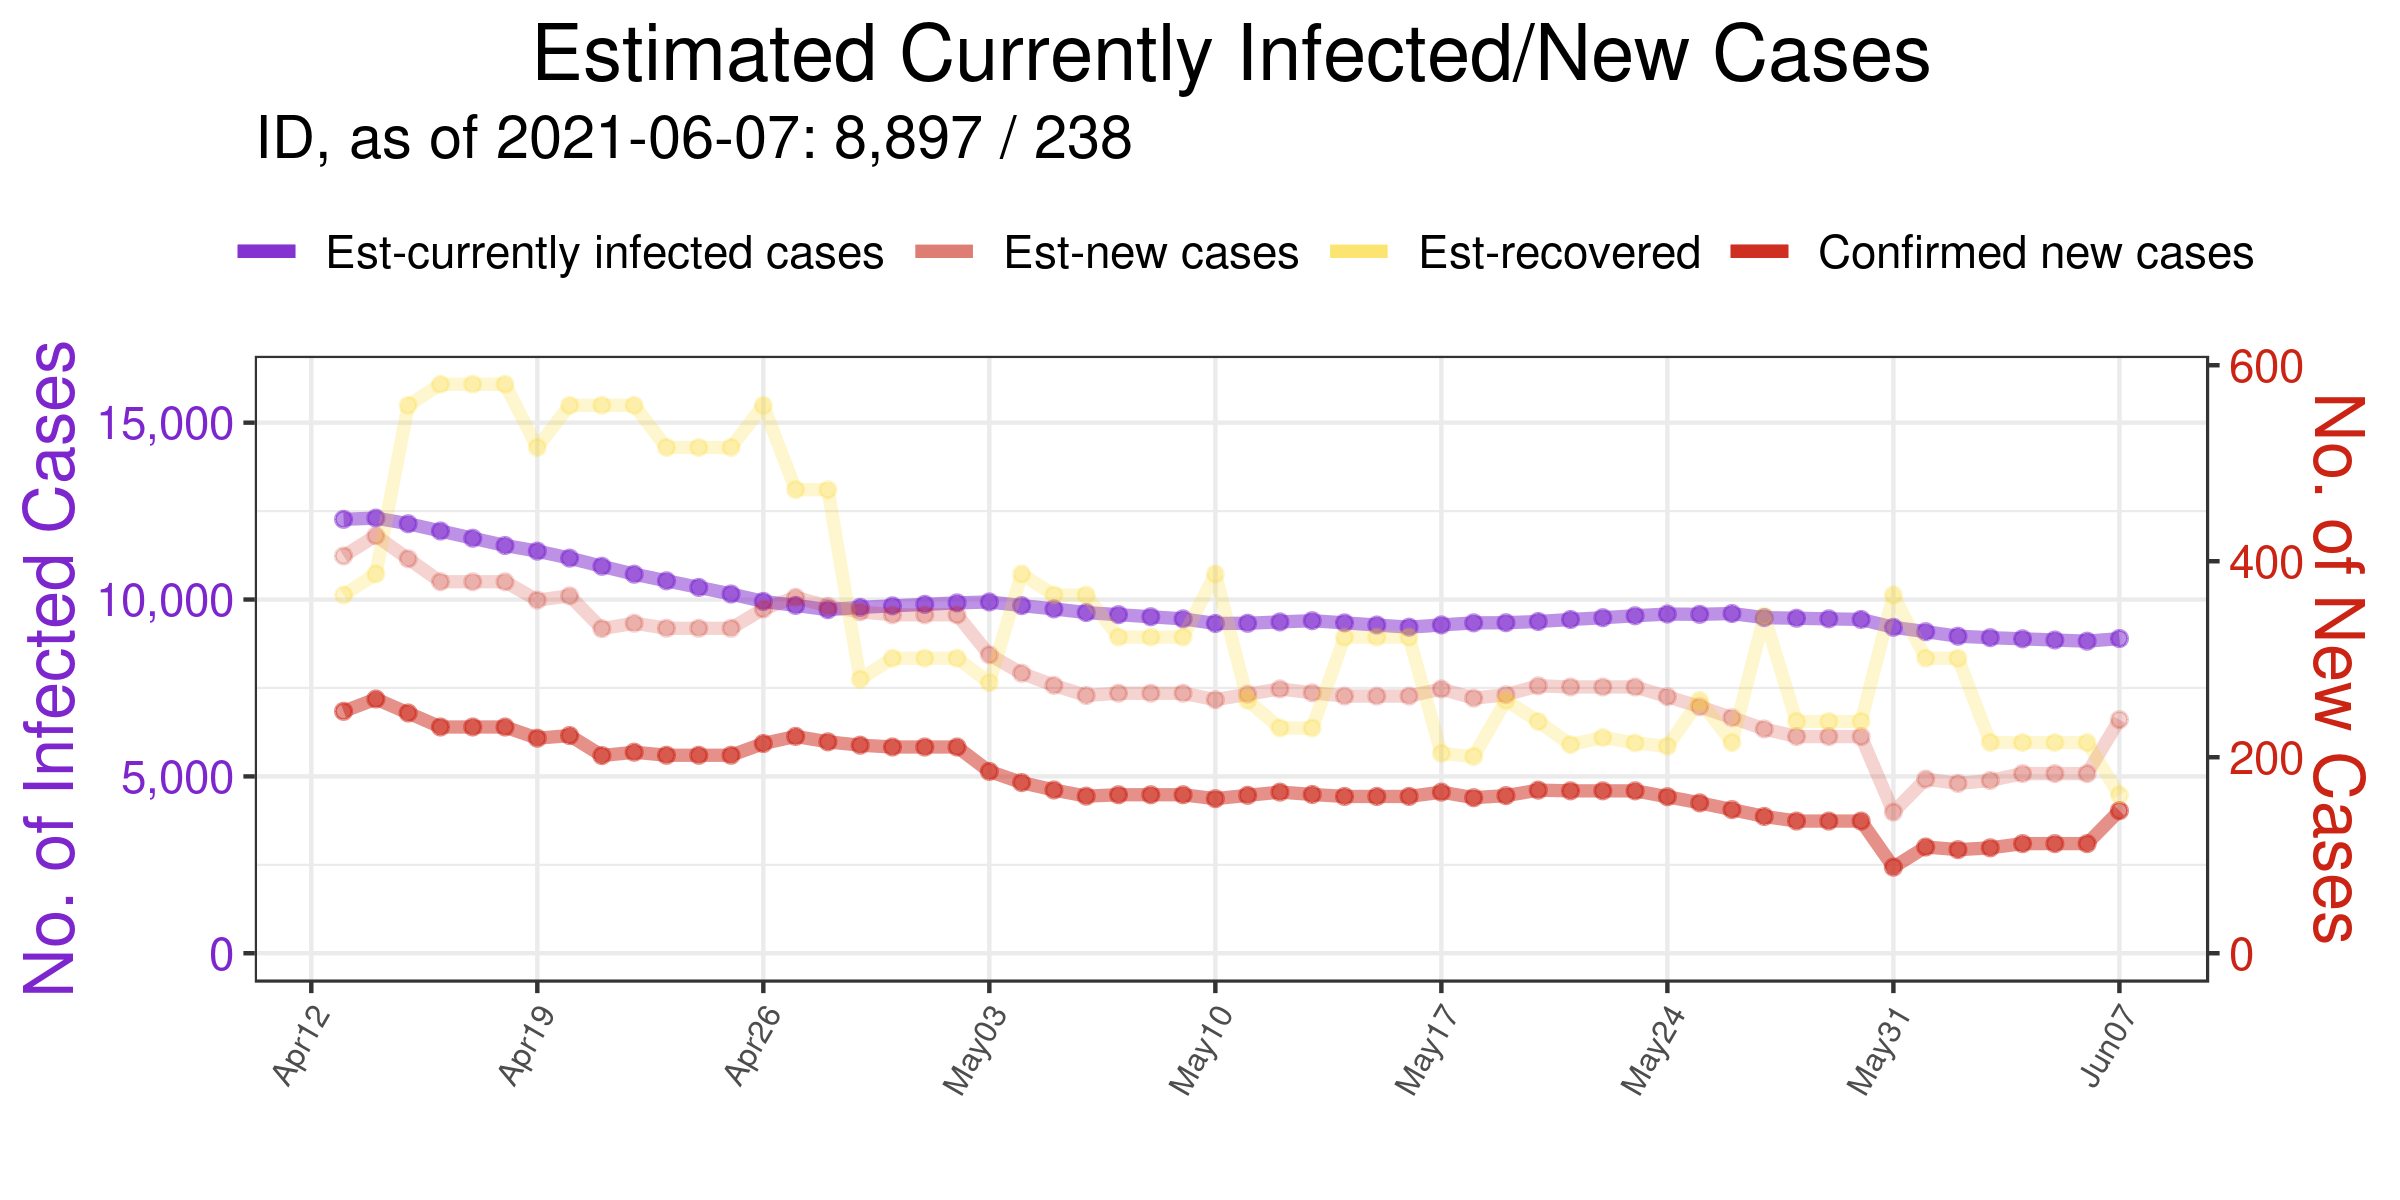 Estimated Currently Infected/New Cases
ID, as of 2021-06-07: 8,897 / 238
Est-currently infected cases Est-new cases Est-recovered Confirmed new cases
No. of Infected Cases
15,000
10,000
5,000
0
600
400
200
0
No. of New Cases
Apr12 Apr19 Apr26 May03 May10 May17 May24 May31 Jun07